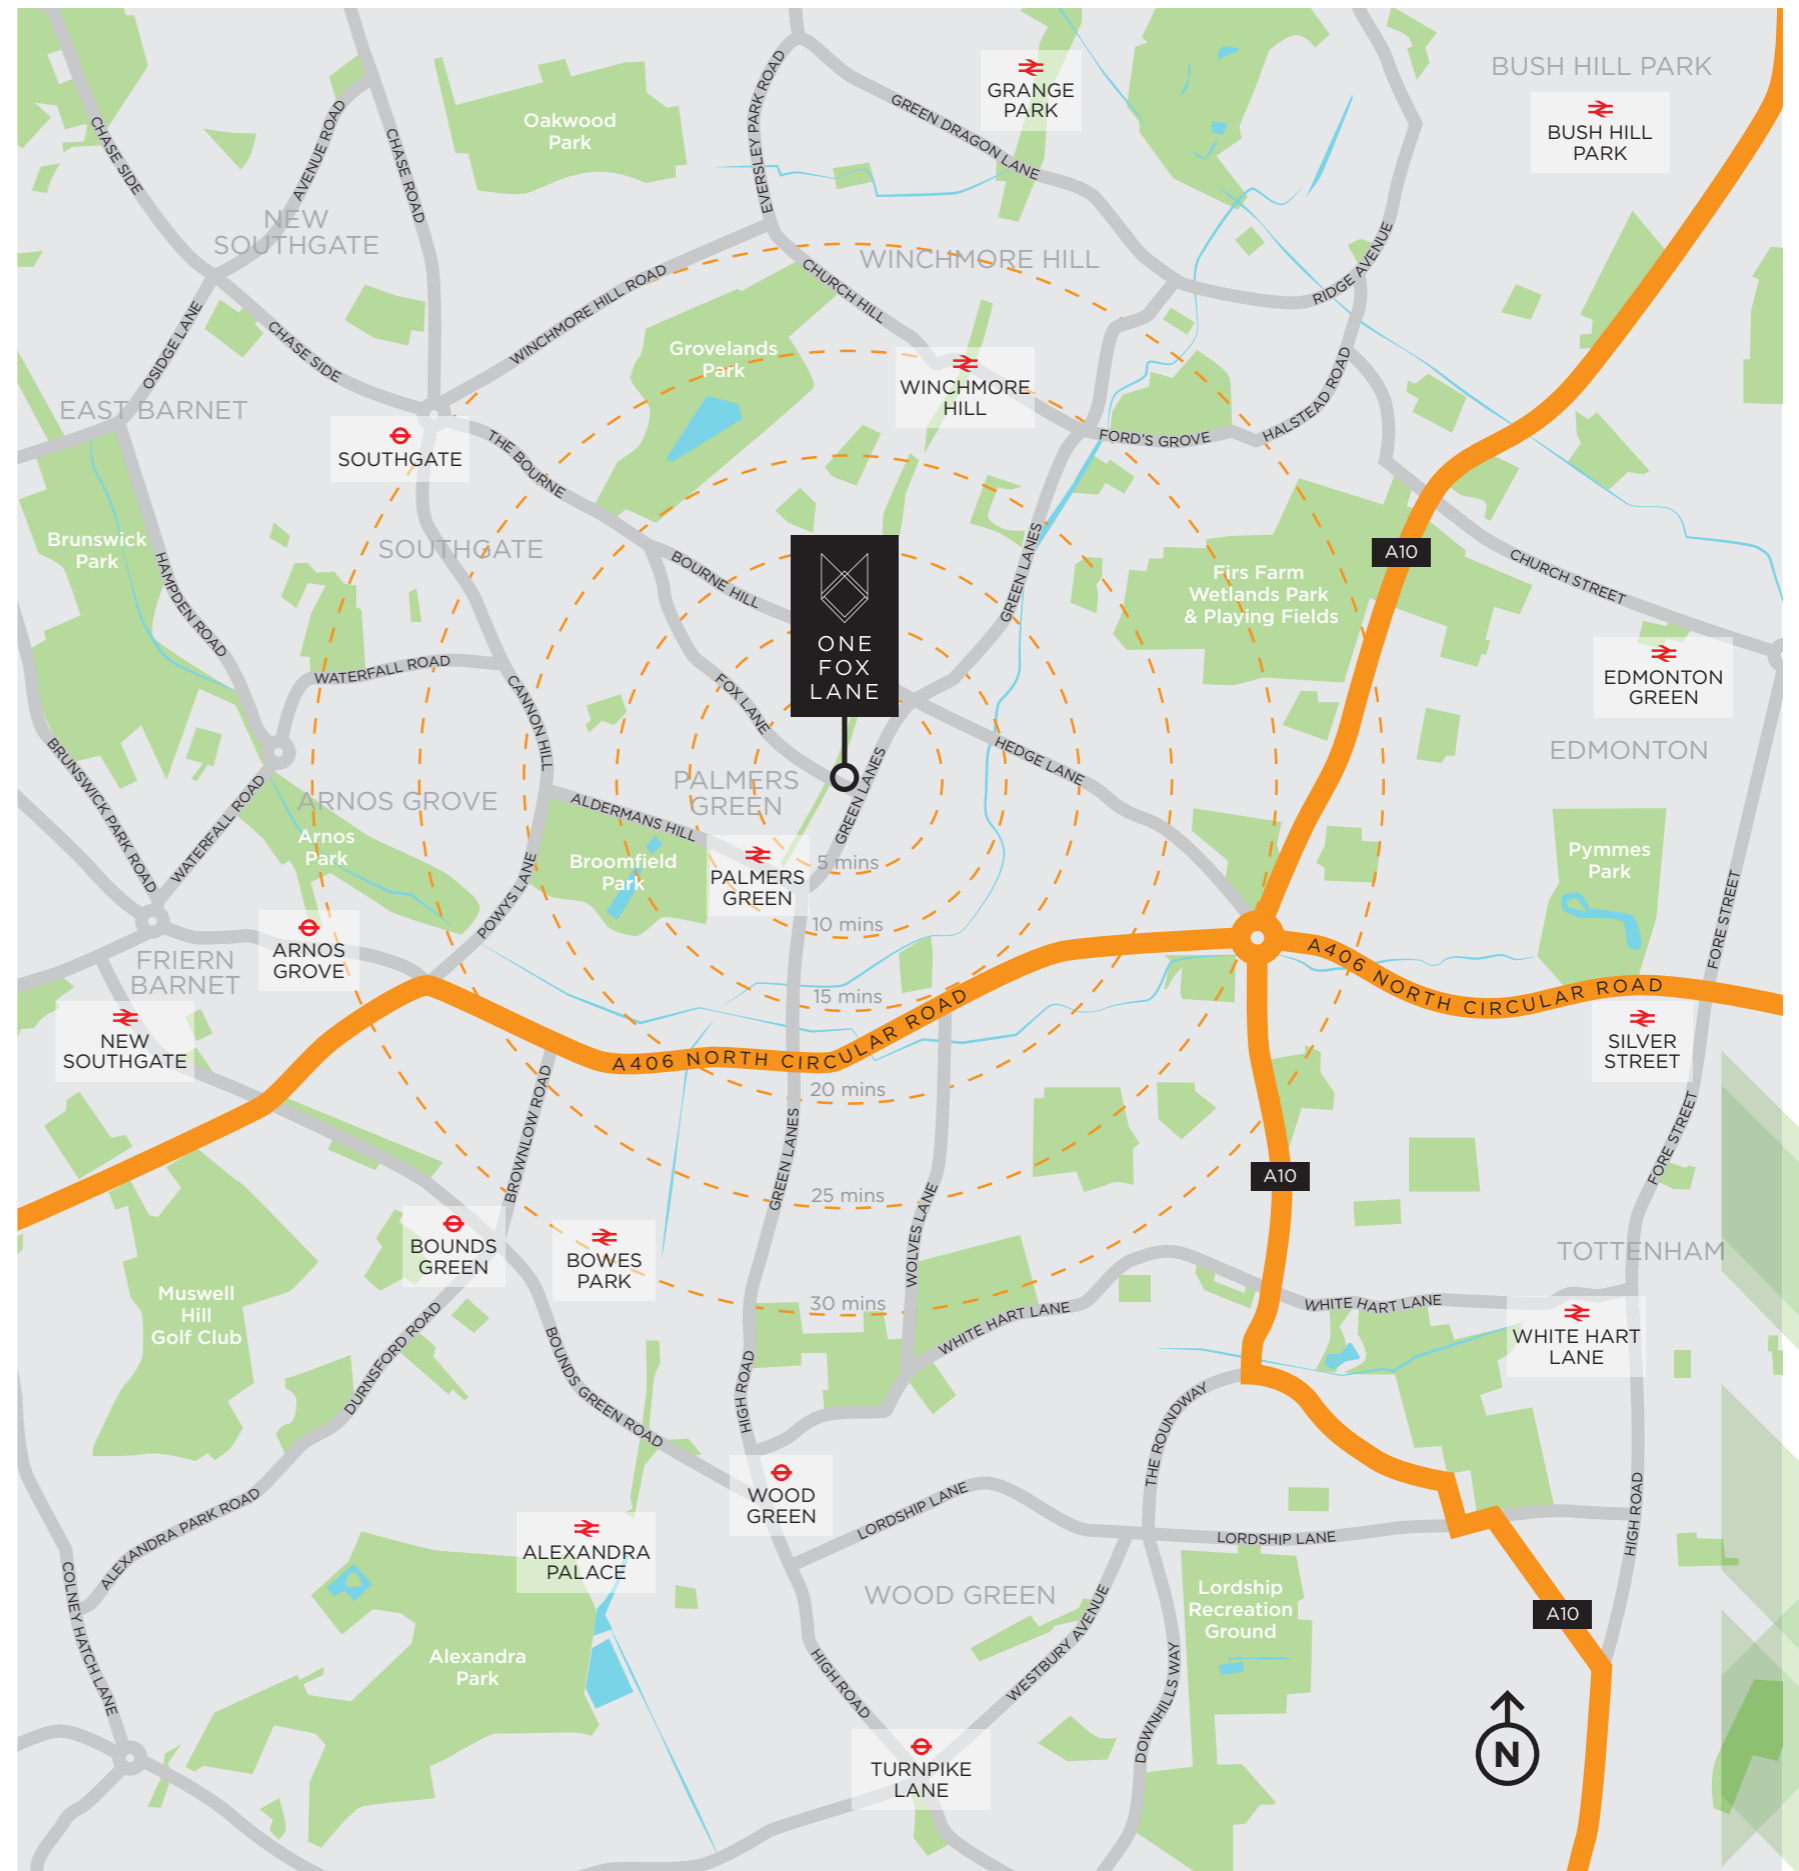 BUSH HILL PARK
GRANGE
PARK
BUSH HILL
PARK
Oakwood
Park
CHASE SIDE
AVENUE ROAD
CHASE ROAD
EVERSLEY PARK ROAD
GREEN DRAGON LANE
NEW
SOUTHGATE
WINCHMORE HILL
RIDGE AVENUE
WINCHMORE HILL ROAD
CHURCH HILL
OSIDGE LANE
CHASE SIDE
Grovelands
Park
WINCHMORE
HILL
HALSTEAD ROAD
EAST BARNET
FORD'S GROVE
SOUTHGATE
THE BOURNE
Brunswick
Park
SOUTHGATE
A10
HAMPDEN ROAD
BOURNE HILL
GREEN LANES
Firs Farm
Wetlands Park
& Playing Fields
CHURCH STREET
ONE
FOX
LANE
WATERFALL ROAD
CANNON HILL
FOX LANE
EDMONTON
GREEN
EDMONTON
HEDGE LANE
BRUNSWICK PARK ROAD
WATERFALL ROAD
ARNOS GROVE
PALMERS
GREEN
GREEN LANES
ALDERMANS HILL
Arnos
Park
Broomfield
Park
PALMERS
GREEN
5 mins
Pymmes
Park
POWYS LANE
FORE STREET
10 mins
ARNOS
GROVE
FRIERN
BARNET
A406 NORTH CIRCULAR ROAD
15 mins
NEW
SOUTHGATE
A406 NORTH CIRCULAR ROAD
SILVER
STREET
20 mins
BROWNLOW ROAD
GREEN LANES
FORE STREET
A10
25 mins
WOLVES LANE
BOUNDS
GREEN
BOWES
PARK
TOTTENHAM
Muswell
Hill
Golf Club
30 mins
WHITE HART LANE
WHITE HART LANE
WHITE HART
LANE
DURNSFORD ROAD
BOUNDS GREEN ROAD
HIGH ROAD
THE ROUNDWAY
WOOD
GREEN
ALEXANDRA PARK ROAD
LORDSHIP LANE
LORDSHIP LANE
HIGH ROAD
ALEXANDRA
PALACE
COLNEY HATCH LANE
WOOD GREEN
Lordship
Recreation
Ground
A10
Alexandra
Park
HIGH ROAD
WESTBURY AVENUE
DOWNHILLS WAY
TURNPIKE
LANE
N